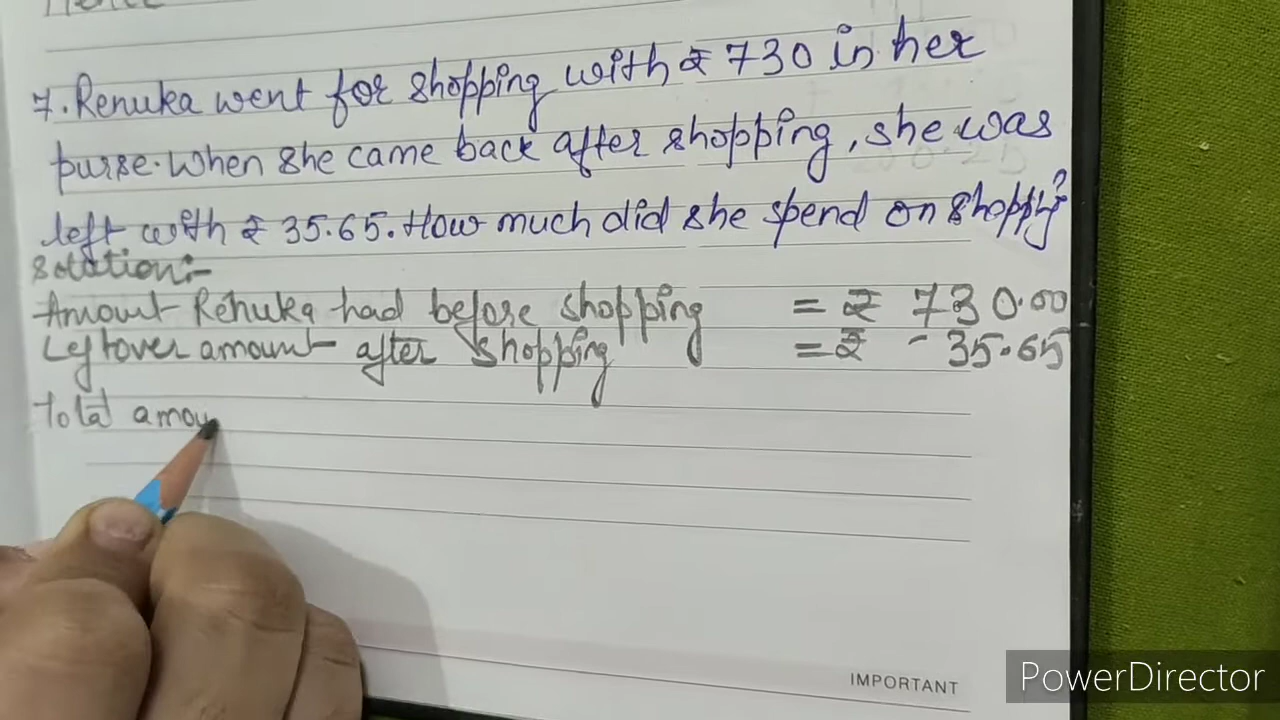 7. Renuka went for shopping with ₹ 730 in her
purse. When she came back after shopping, she was
left with ₹ 35.65. How much did she spend on shopping?
Solution:-
Amount Renuka had before shopping = ₹ 730.00
Leftover amount after shopping = ₹ - 35.65
Total amou
IMPORTANT
PowerDirector